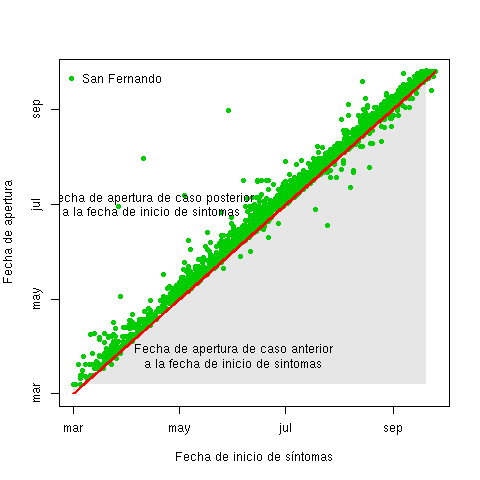 San Fernando
echa de apertura de caso posterior
a la fecha de inicio de sintomas
Fecha de apertura de caso anterior
a la fecha de inicio de sintomas
Fecha de apertura
mar
may
jul
sep
mar
may
jul
sep
Fecha de inicio de síntomas